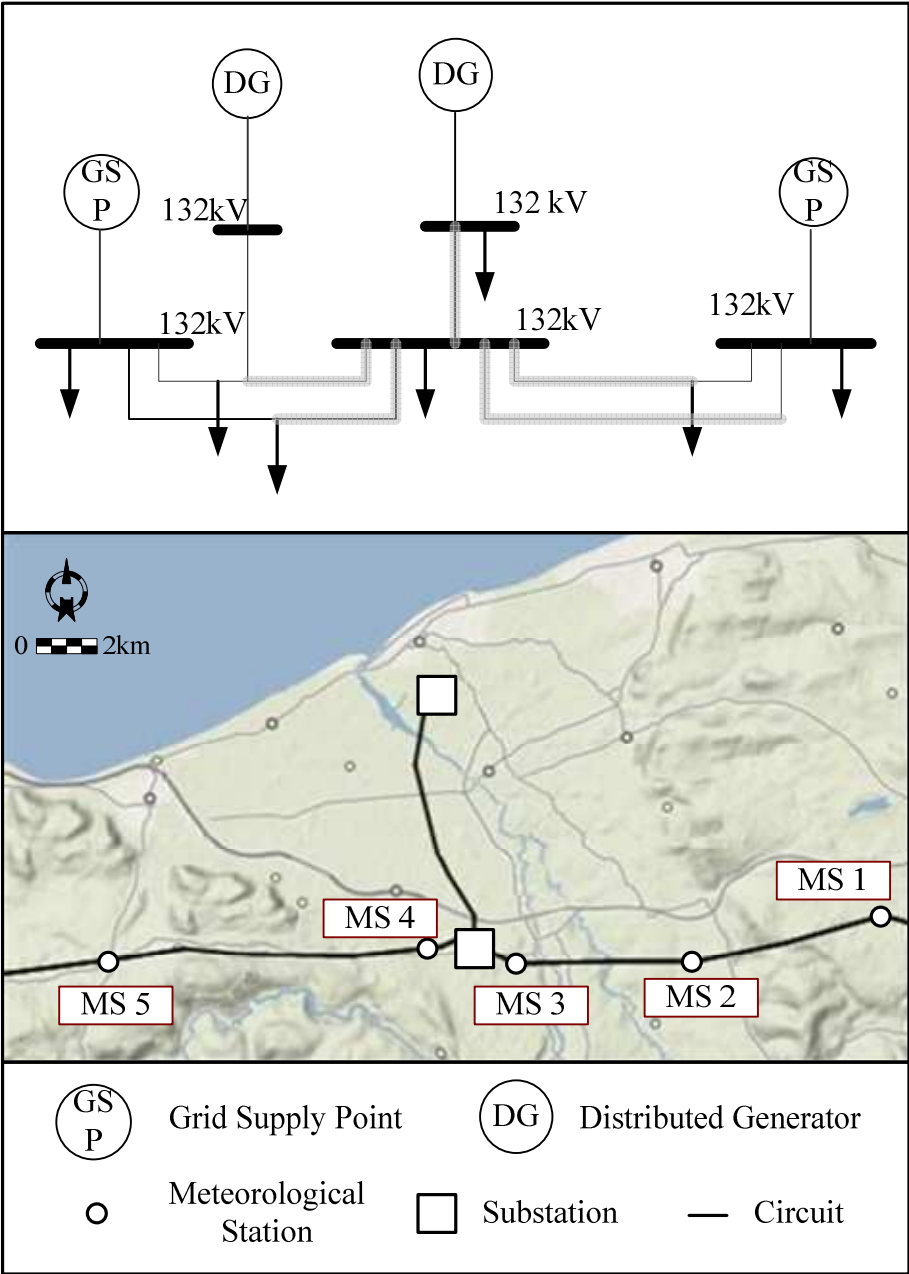 DG
DG
GS
P
GS
P
132kV
132 kV
132kV
132kV
132kV
0
2km
MS 1
MS 4
MS 5
MS 3
MS 2
GS
P
Grid Supply Point
DG
Distributed Generator
Meteorological
Station
Substation
Circuit